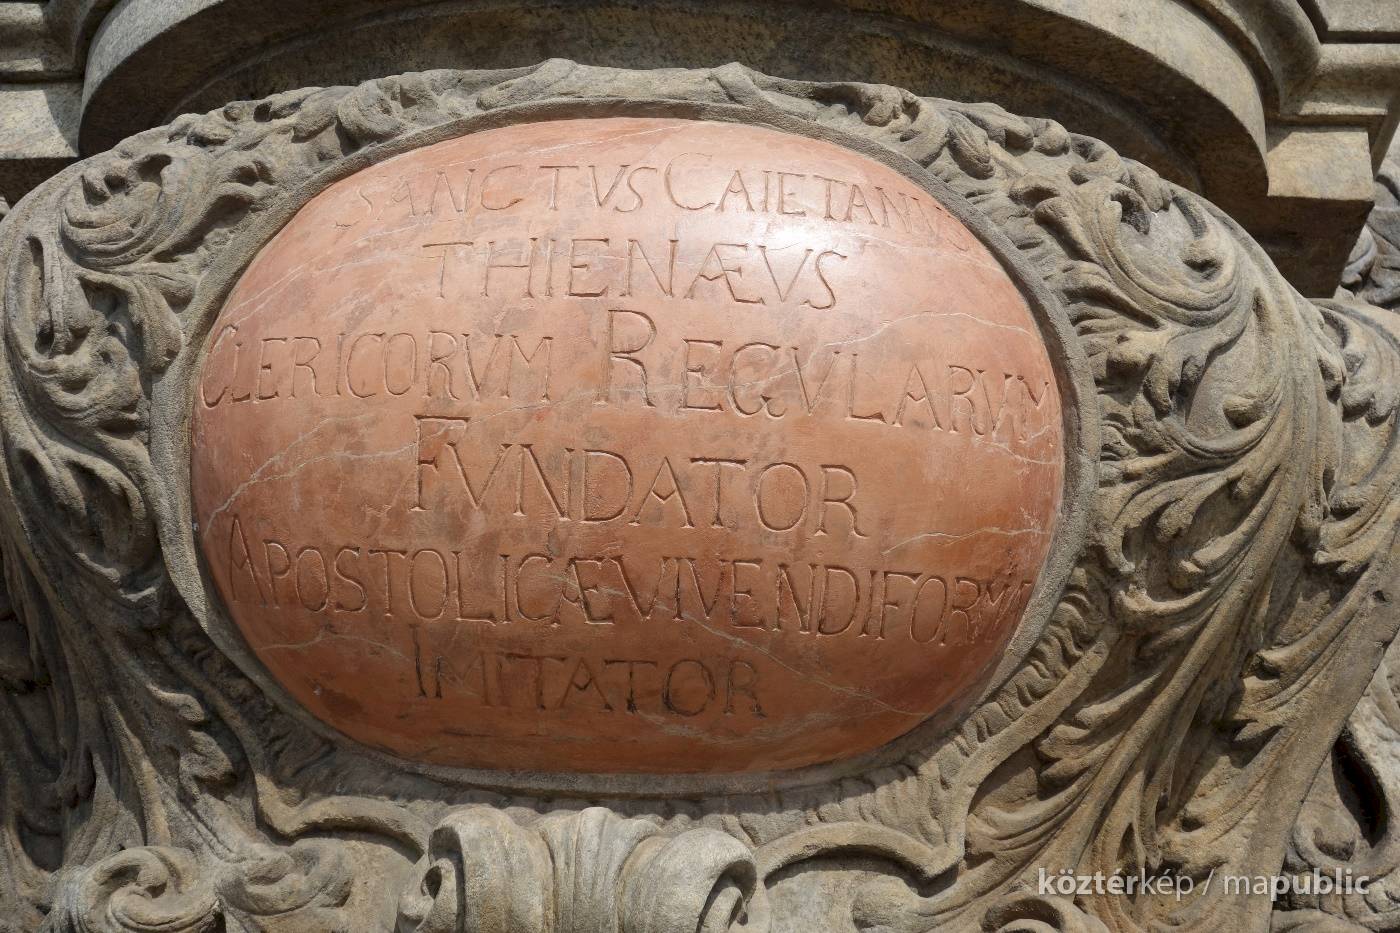 SANCTVS CAIETANVS
THIENÆVS
CLERICORVM REGVLARVM
FVNDATOR
APOSTOLICÆ VIVENDI FORMÆ
IMITATOR
köztérkép / mapublic